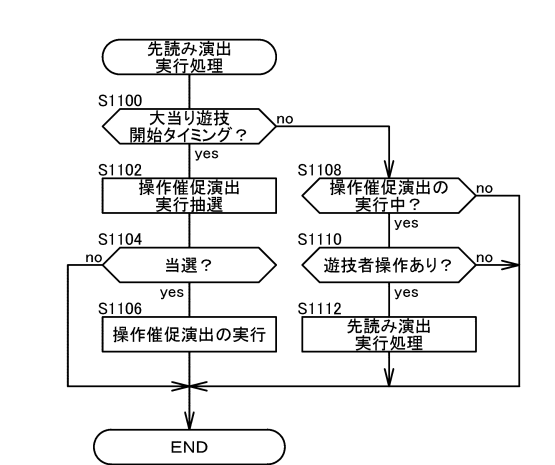 先読み演出
実行処理
S1100
大当り遊技
開始タイミング？
no
yes
S1102
操作催促演出
実行抽選
S1104
当選？
no
yes
S1106
操作催促演出の実行
S1108
操作催促演出の
実行中？
no
yes
S1110
遊技者操作あり？
no
yes
S1112
先読み演出
実行処理
END